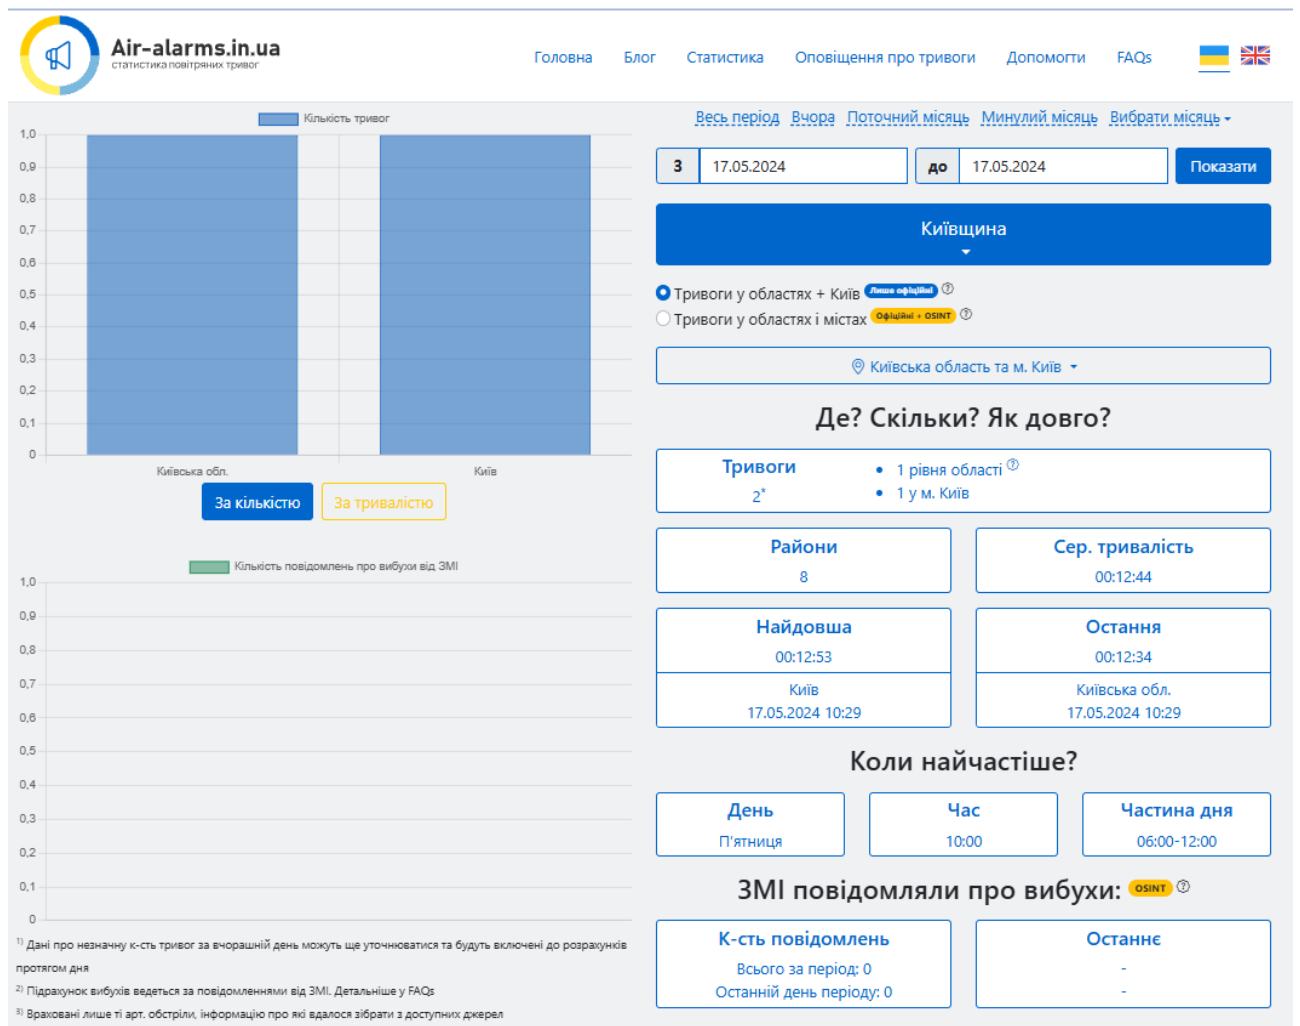 Air-alarms.in.ua
статистика повітряних тривог
Головна Блог Статистика Оповіщення про тривоги Допомогти FAQs
Кількість тривог
1,0
0,9
0,8
0,7
0,6
0,5
0,4
0,3
0,2
0,1
0
Київська обл. Київ
За кількістю За тривалістю
Кількість повідомлень про вибухи від ЗМІ
1,0
0,9
0,8
0,7
0,6
0,5
0,4
0,3
0,2
0,1
0
1) Дані про незначну к-сть тривог за вчорашній день можуть ще уточнюватися та будуть включені до розрахунків
протягом дня
2) Підрахунок вибухів ведеться за повідомленнями від ЗМІ. Детальніше у FAQs
3) Враховані лише ті арт. обстріли, інформацію про які вдалося зібрати з доступних джерел
Весь період Вчора Поточний місяць Минулий місяць Вибрати місяць
З 17.05.2024 до 17.05.2024 Показати
Київщина
Тривоги у областях + Київ Лише офіційні ?
Тривоги у областях і містах Офіційні + OSINT ?
Київська область та м. Київ
Де? Скільки? Як довго?
Тривоги
2*
• 1 рівня області ?
• 1 у м. Київ
Райони
8
Сер. тривалість
00:12:44
Найдовша
00:12:53
Київ
17.05.2024 10:29
Остання
00:12:34
Київська обл.
17.05.2024 10:29
Коли найчастіше?
День
П'ятниця
Час
10:00
Частина дня
06:00-12:00
ЗМІ повідомляли про вибухи: OSINT ?
К-сть повідомлень
Всього за період: 0
Останній день періоду: 0
Останнє
-
-